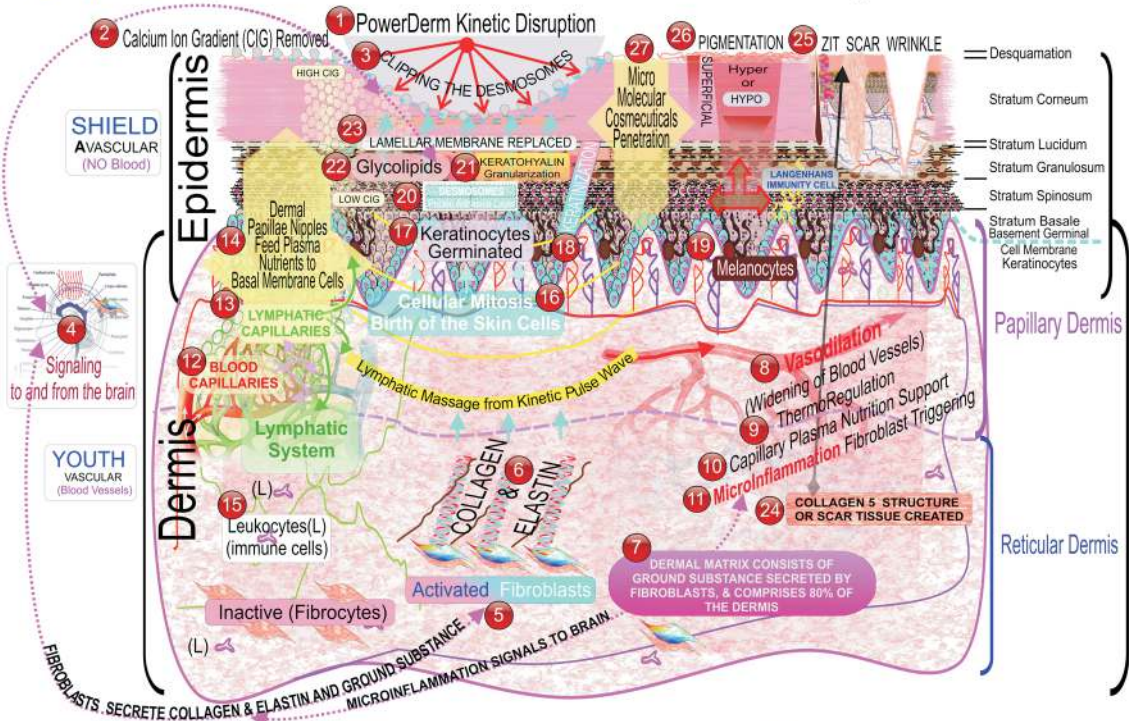 1 PowerDerm Kinetic Disruption
2 Calcium Ion Gradient (CIG) Removed
3 CLIPPING THE DESMOSOMES
HIGH CIG
27
Micro
Molecular
Cosmeceuticals
Penetration
26 PIGMENTATION
SUPERFICIAL
Hyper
or
HYPO
25 ZIT SCAR WRINKLE
Desquamation
Stratum Corneum
Stratum Lucidum
Stratum Granulosum
Stratum Spinosum
Stratum Basale
Basement Germinal
Cell Membrane
Keratinocytes
Epidermis
SHIELD
AVASCULAR
(NO Blood)
23
LAMELLAR MEMBRANE REPLACED
22 Glycolipids
21 KERATOHYALIN
Granularization
LOW CIG
20 DESMOSOMES
KERATINIZATION
LANGENHANS
IMMUNITY CELL
14
Dermal
Papillae Nipples
Feed Plasma
Nutrients to
Basal Membrane Cells
17 Keratinocytes
Germinated
18
19
Melanocytes
16
Cellular Mitosis
Birth of the Skin Cells
13
LYMPHATIC
CAPILLARIES
12 BLOOD
CAPILLARIES
Lymphatic
System
Lymphatic Massage from Kinetic Pulse Wave
4
Signaling
to and from the brain
YOUTH
VASCULAR
(Blood Vessels)
Dermis
Papillary Dermis
Reticular Dermis
8 Vasodilation
(Widening of Blood Vessels)
9 ThermoRegulation
10 Capillary Plasma Nutrition Support
11 MicroInflammation Fibroblast Triggering
24 COLLAGEN 5 STRUCTURE
OR SCAR TISSUE CREATED
(L)
15
Leukocytes(L)
(immune cells)
6
COLLAGEN
&
ELASTIN
7
DERMAL MATRIX CONSISTS OF
GROUND SUBSTANCE SECRETED BY
FIBROBLASTS, & COMPRISES 80% OF
THE DERMIS
Activated Fibroblasts
5
Inactive (Fibrocytes)
(L)
FIBROBLASTS SECRETE COLLAGEN & ELASTIN AND GROUND SUBSTANCE
MICROINFLAMMATION SIGNALS TO BRAIN